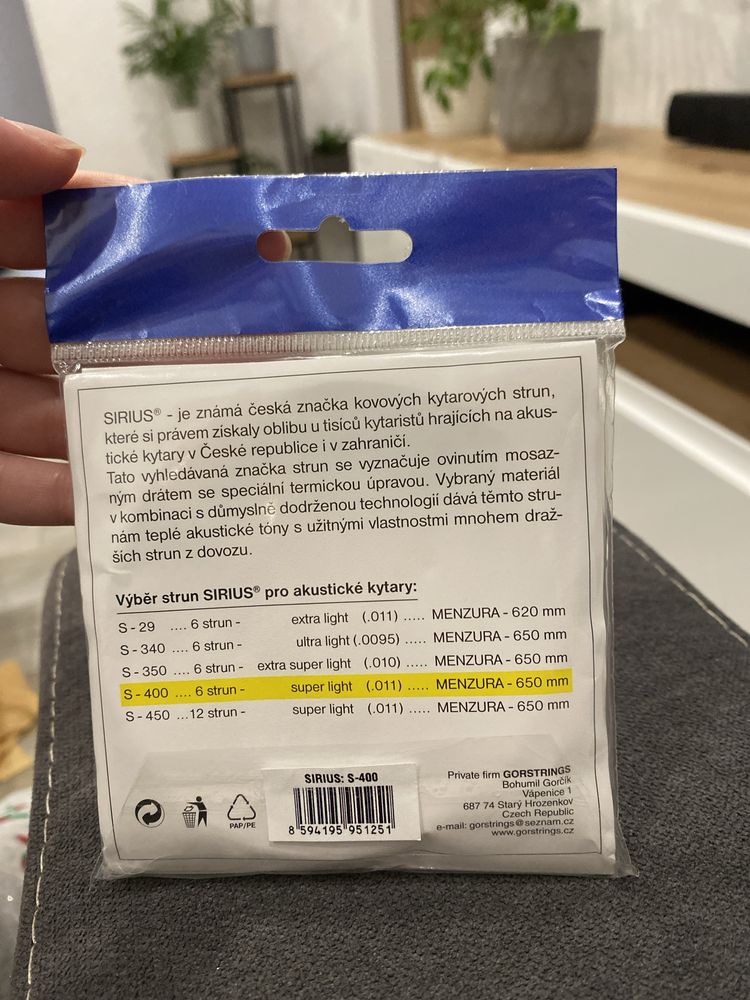 SIRIUS® - je známá česká značka kovových kytarových strun,
které si právem získaly oblibu u tisíců kytaristů hrajících na akus-
tické kytary v České republice i v zahraničí.
Tato vyhledávaná značka strun se vyznačuje ovinutím mosaz-
ným drátem se speciální termickou úpravou. Vybraný materiál
v kombinaci s důmyslně dodrženou technologií dává těmto stru-
nám teplé akustické tóny s užitnými vlastnostmi mnohem draž-
ších strun z dovozu.
Výběr strun SIRIUS® pro akustické kytary:
S - 29 .... 6 strun - extra light (.011) ..... MENZURA - 620 mm
S - 340 .... 6 strun - ultra light (.0095) ..... MENZURA - 650 mm
S - 350 .... 6 strun - extra super light (.010) ..... MENZURA - 650 mm
S - 400 .... 6 strun - super light (.011) ..... MENZURA - 650 mm
S - 450 ...12 strun - super light (.011) ..... MENZURA - 650 mm
PAP/PE
SIRIUS: S-400
8 594195 951251
Private firm GORSTRINGS
Bohumil Gorčík
Vápenice 1
687 74 Starý Hrozenkov
Czech Republic
e-mail: gorstrings@seznam.cz
www.gorstrings.cz